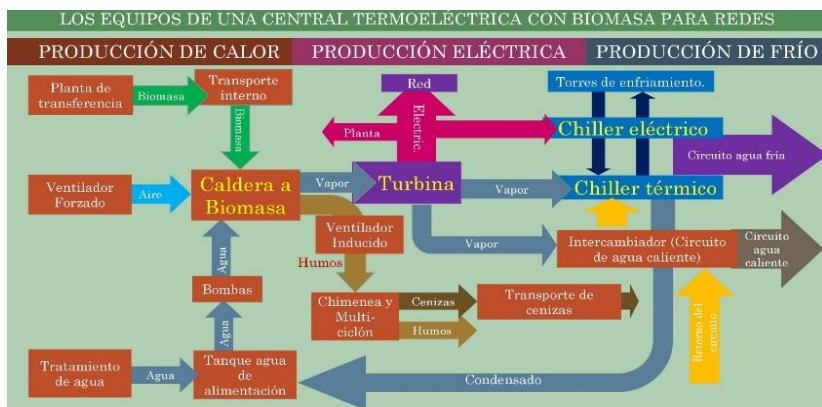 LOS EQUIPOS DE UNA CENTRAL TERMOELÉCTRICA CON BIOMASA PARA REDES
PRODUCCIÓN DE CALOR
PRODUCCIÓN ELÉCTRICA
PRODUCCIÓN DE FRÍO
Planta de
transferencia
Biomasa
Transporte
interno
Red
Torres de enfriamiento.
Biomasa
Planta
Electric.
Chiller eléctrico
Circuito agua fría
Ventilador
Forzado
Aire
Caldera a
Biomasa
Vapor
Turbina
Vapor
Chiller térmico
Ventilador
Inducido
Vapor
Intercambiador (Circuito
de agua caliente)
Circuito
agua
caliente
Agua
Humos
Bombas
Chimenea y
Multi-
ciclón
Cenizas
Humos
Transporte de
cenizas
Retorno del
circuito
Agua
Tratamiento
de agua
Agua
Tanque agua
de
alimentación
Condensado